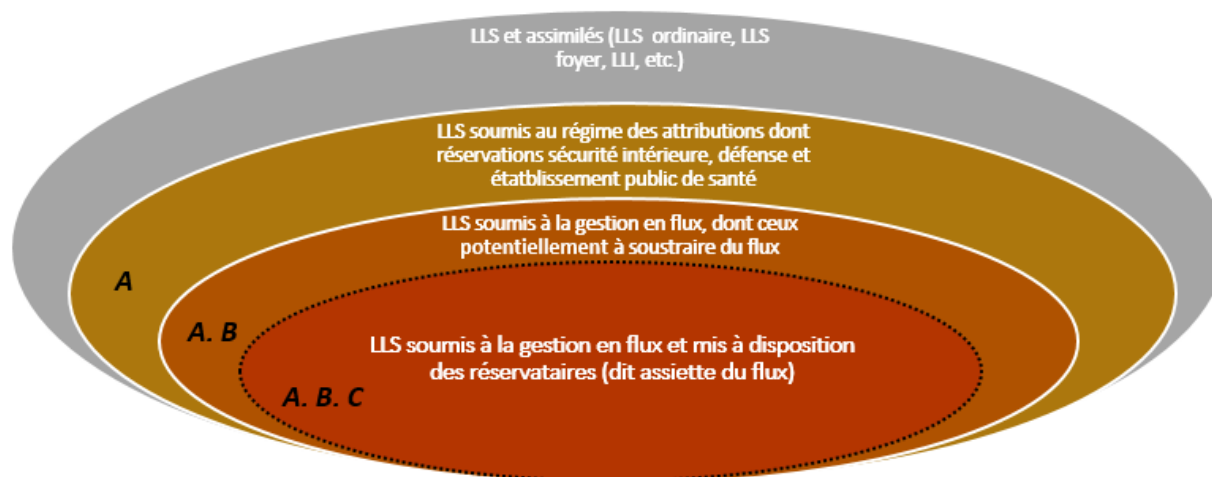 LLS et assimilés (LLS ordinaire, LLS
foyer, LLI, etc.)
LLS soumis au régime des attributions dont
réservations sécurité intérieure, défense et
étatblissement public de santé
LLS soumis à la gestion en flux, dont ceux
potentiellement à soustraire du flux
A
A. B
LLS soumis à la gestion en flux et mis à disposition
des réservataires (dit assiette du flux)
A. B. C